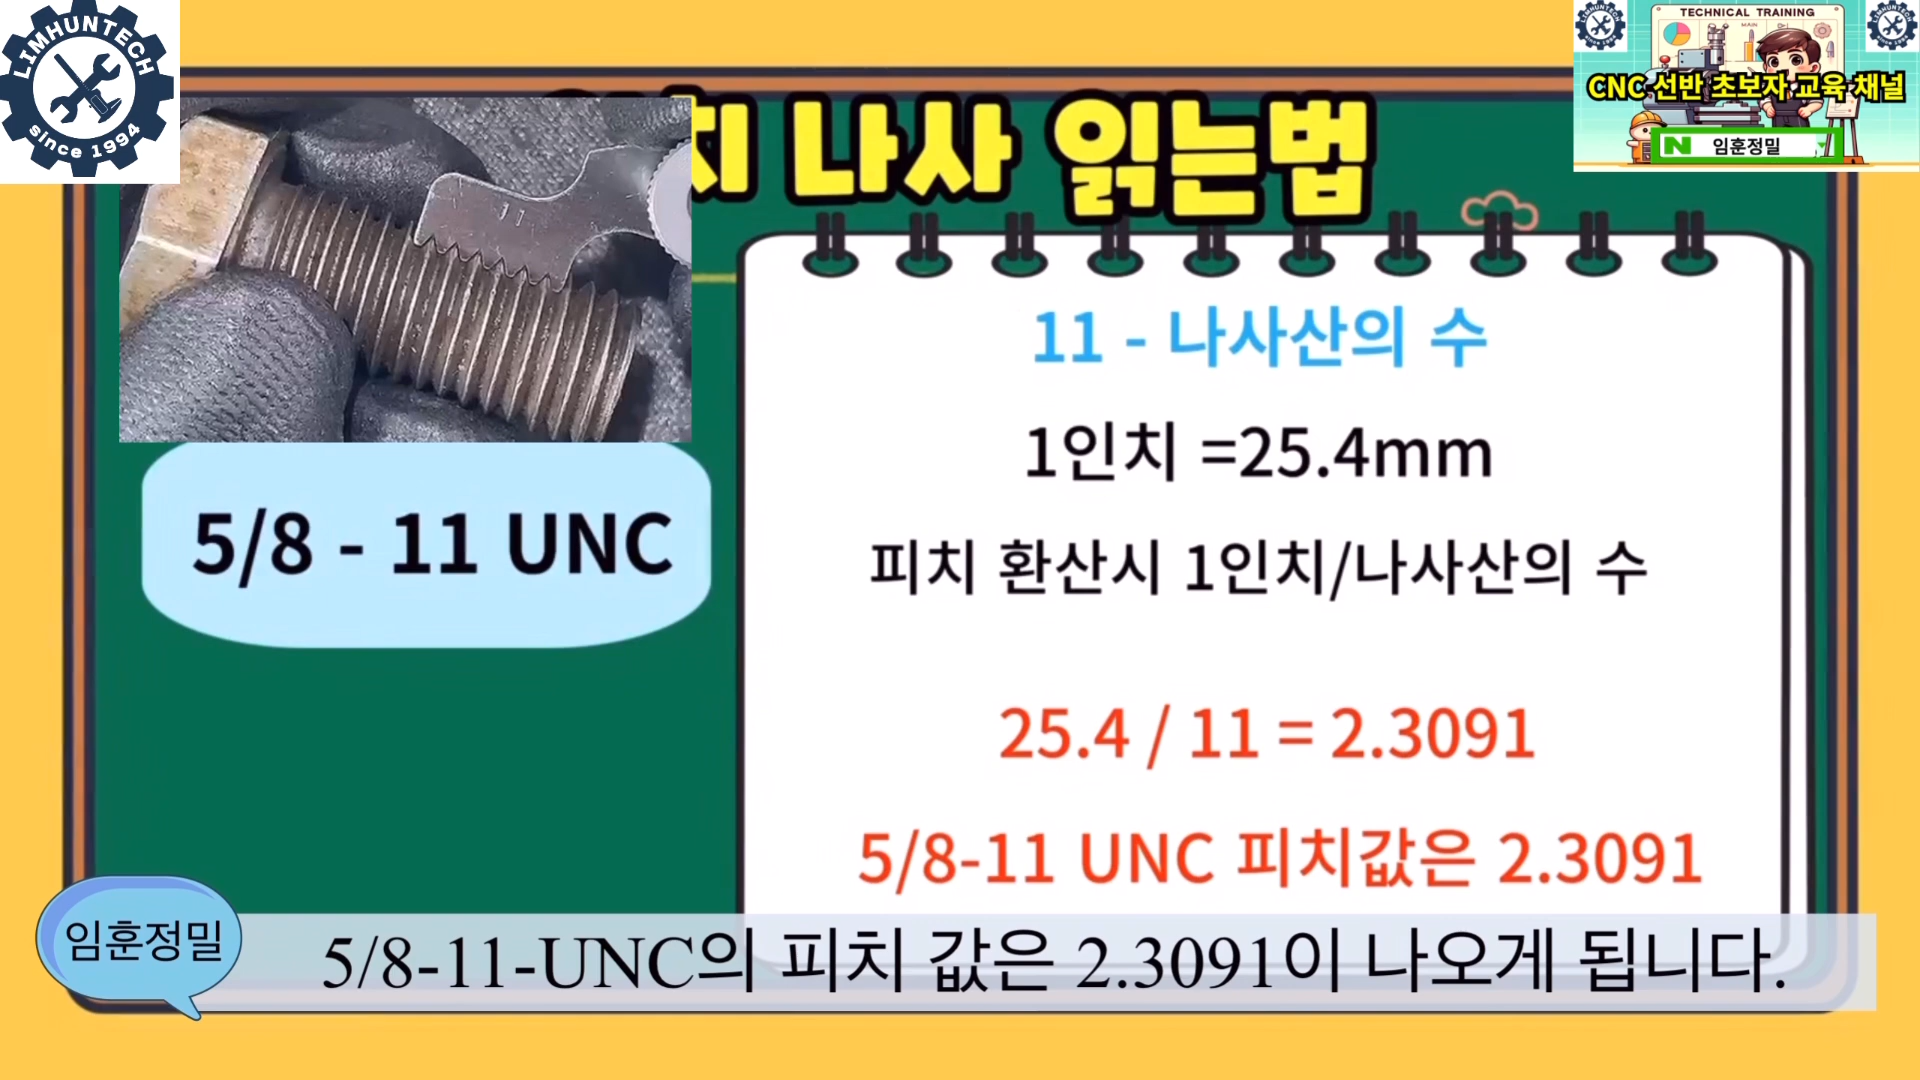 LIMHUNTECH
since 1994
TECHNICAL TRAINING
MAIN
CNC 선반 초보자 교육 채널
N 임훈정밀
치 나사 읽는법
11
5/8 - 11 UNC
11 - 나사산의 수
1인치 =25.4mm
피치 환산시 1인치/나사산의 수
25.4 / 11 = 2.3091
5/8-11 UNC 피치값은 2.3091
임훈정밀
5/8-11-UNC의 피치 값은 2.3091이 나오게 됩니다.